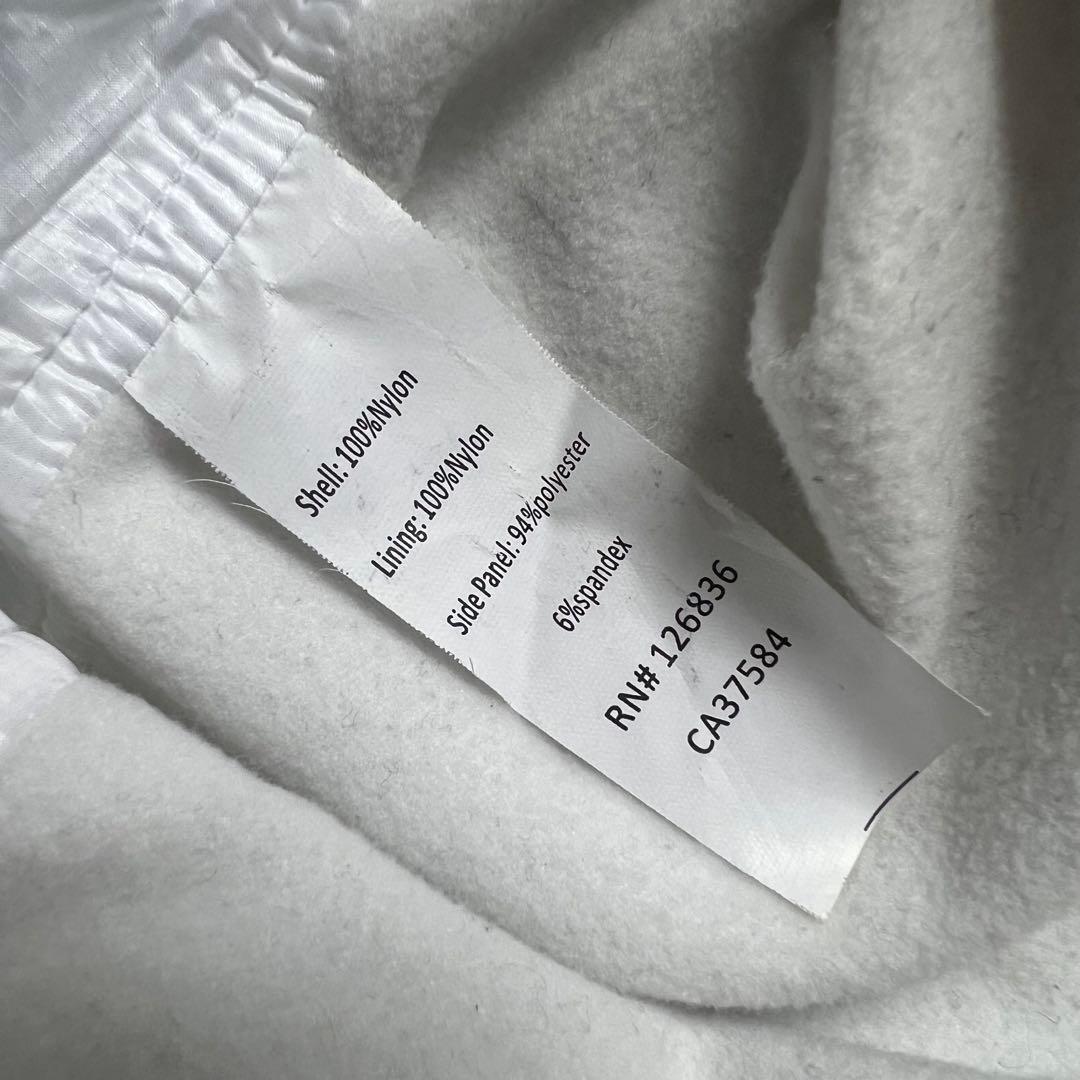 Shell: 100%Nylon
Lining: 100%Nylon
Side Panel: 94%polyester
6%spandex
RN# 126836
CA37584